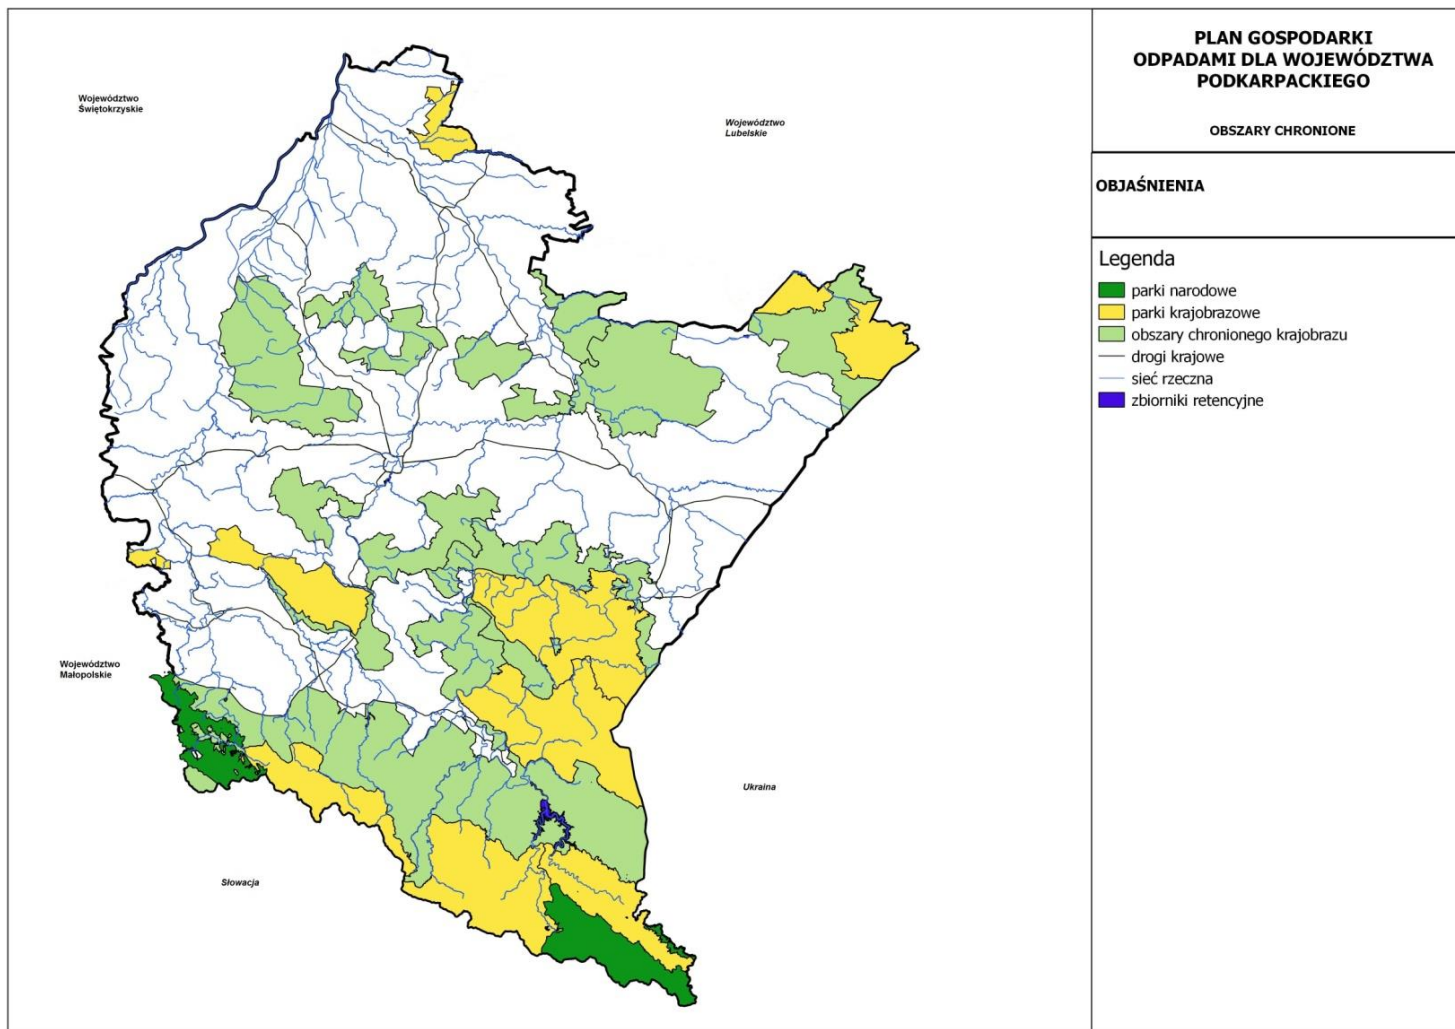 PLAN GOSPODARKI
ODPADAMI DLA WOJEWÓDZTWA
PODKARPACKIEGO
OBSZARY CHRONIONE
OBJAŚNIENIA
Legenda
parki narodowe
parki krajobrazowe
obszary chronionego krajobrazu
drogi krajowe
sieć rzeczna
zbiorniki retencyjne
Województwo
Świętokrzyskie
Województwo
Lubelskie
Województwo
Małopolskie
Ukraina
Słowacja